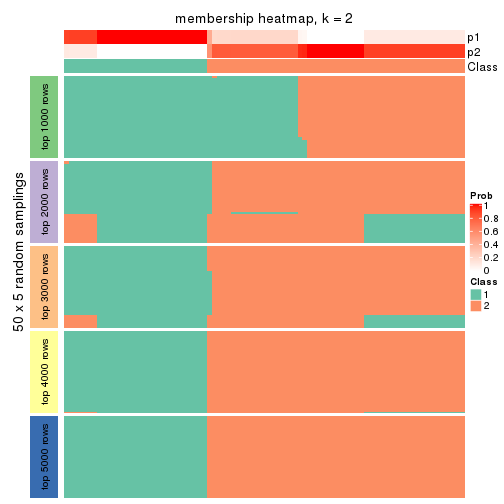 membership heatmap, k = 2
p1
p2
Class
50 x 5 random samplings
top 1000 rows
top 2000 rows
top 3000 rows
top 4000 rows
top 5000 rows
Prob
1
0.8
0.6
0.4
0.2
0
Class
1
2